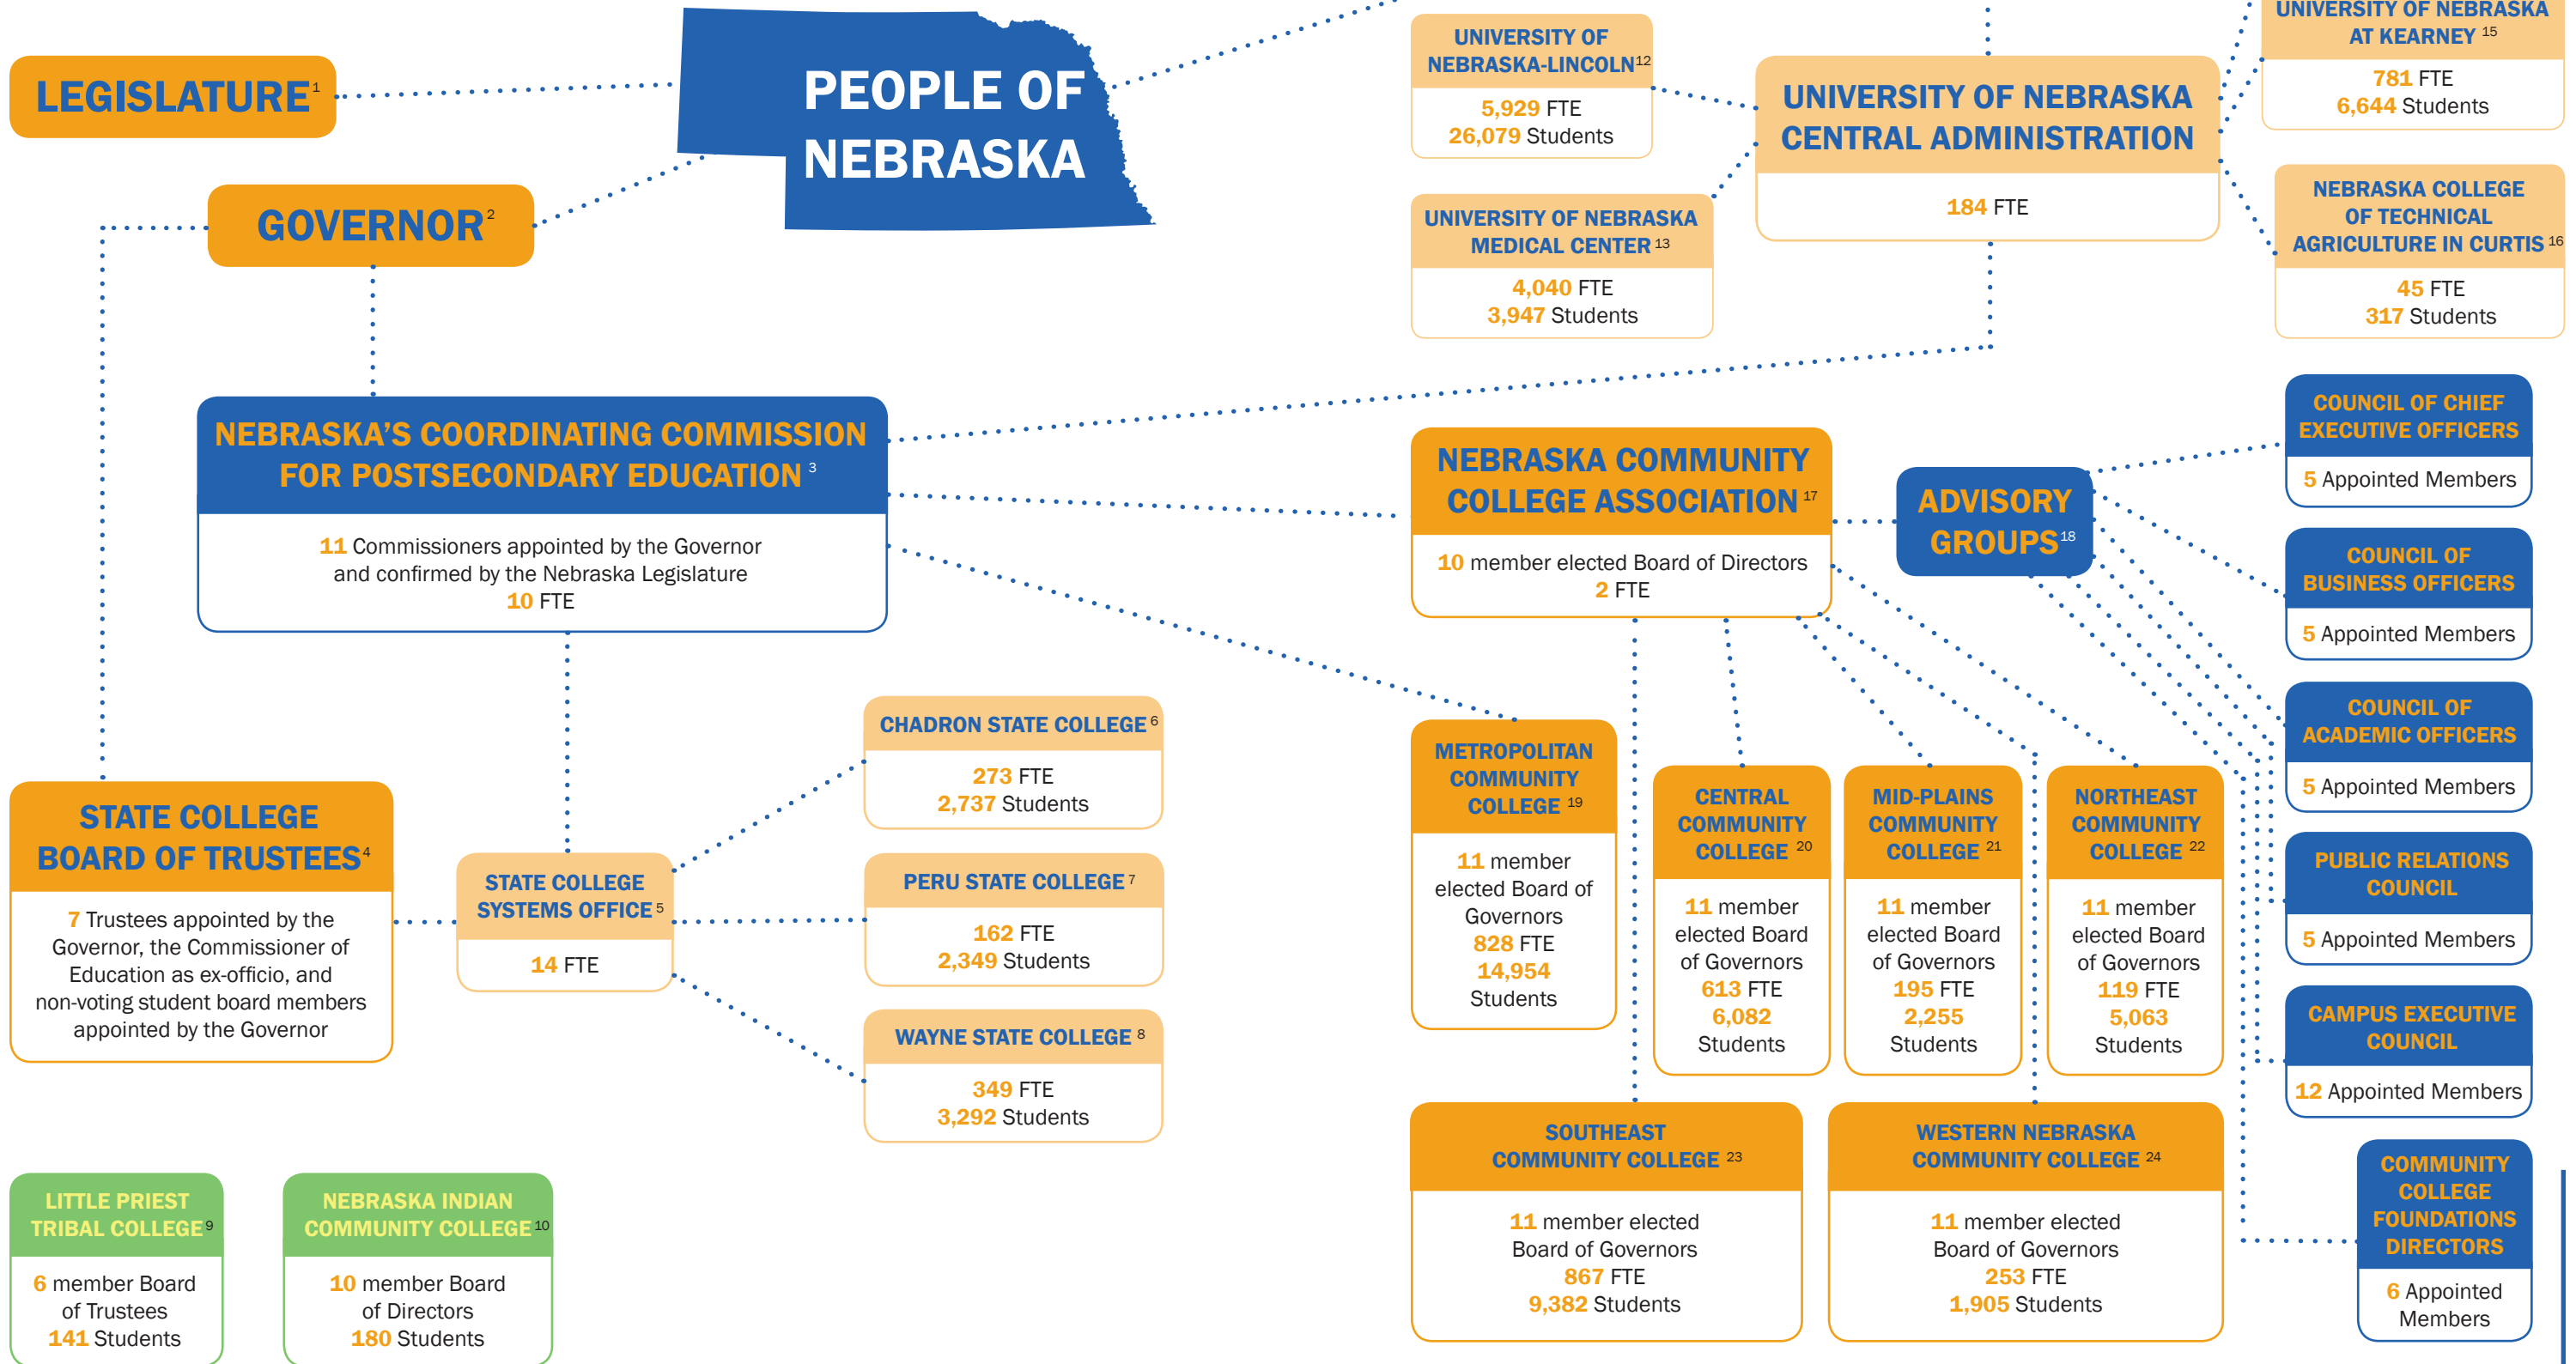 LEGISLATURE 1
PEOPLE OF
NEBRASKA
GOVERNOR 2
NEBRASKA'S COORDINATING COMMISSION
FOR POSTSECONDARY EDUCATION 3
11 Commissioners appointed by the Governor
and confirmed by the Nebraska Legislature
10 FTE
STATE COLLEGE
BOARD OF TRUSTEES 4
7 Trustees appointed by the
Governor, the Commissioner of
Education as ex-officio, and
non-voting student board members
appointed by the Governor
STATE COLLEGE
SYSTEMS OFFICE 5
14 FTE
CHADRON STATE COLLEGE 6
273 FTE
2,737 Students
PERU STATE COLLEGE 7
162 FTE
2,349 Students
WAYNE STATE COLLEGE 8
349 FTE
3,292 Students
LITTLE PRIEST
TRIBAL COLLEGE 9
6 member Board
of Trustees
141 Students
NEBRASKA INDIAN
COMMUNITY COLLEGE 10
10 member Board
of Directors
180 Students
UNIVERSITY OF
NEBRASKA-LINCOLN 12
5,929 FTE
26,079 Students
UNIVERSITY OF NEBRASKA
MEDICAL CENTER 13
4,040 FTE
3,947 Students
UNIVERSITY OF NEBRASKA
CENTRAL ADMINISTRATION
184 FTE
UNIVERSITY OF NEBRASKA
AT KEARNEY 15
781 FTE
6,644 Students
NEBRASKA COLLEGE
OF TECHNICAL
AGRICULTURE IN CURTIS 16
45 FTE
317 Students
NEBRASKA COMMUNITY
COLLEGE ASSOCIATION 17
10 member elected Board of Directors
2 FTE
ADVISORY
GROUPS 18
COUNCIL OF CHIEF
EXECUTIVE OFFICERS
5 Appointed Members
COUNCIL OF
BUSINESS OFFICERS
5 Appointed Members
COUNCIL OF
ACADEMIC OFFICERS
5 Appointed Members
PUBLIC RELATIONS
COUNCIL
5 Appointed Members
CAMPUS EXECUTIVE
COUNCIL
12 Appointed Members
COMMUNITY
COLLEGE
FOUNDATIONS
DIRECTORS
6 Appointed
Members
METROPOLITAN
COMMUNITY
COLLEGE 19
11 member
elected Board of
Governors
828 FTE
14,954
Students
CENTRAL
COMMUNITY
COLLEGE 20
11 member
elected Board
of Governors
613 FTE
6,082
Students
MID-PLAINS
COMMUNITY
COLLEGE 21
11 member
elected Board
of Governors
195 FTE
2,255
Students
NORTHEAST
COMMUNITY
COLLEGE 22
11 member
elected Board
of Governors
119 FTE
5,063
Students
SOUTHEAST
COMMUNITY COLLEGE 23
11 member elected
Board of Governors
867 FTE
9,382 Students
WESTERN NEBRASKA
COMMUNITY COLLEGE 24
11 member elected
Board of Governors
253 FTE
1,905 Students